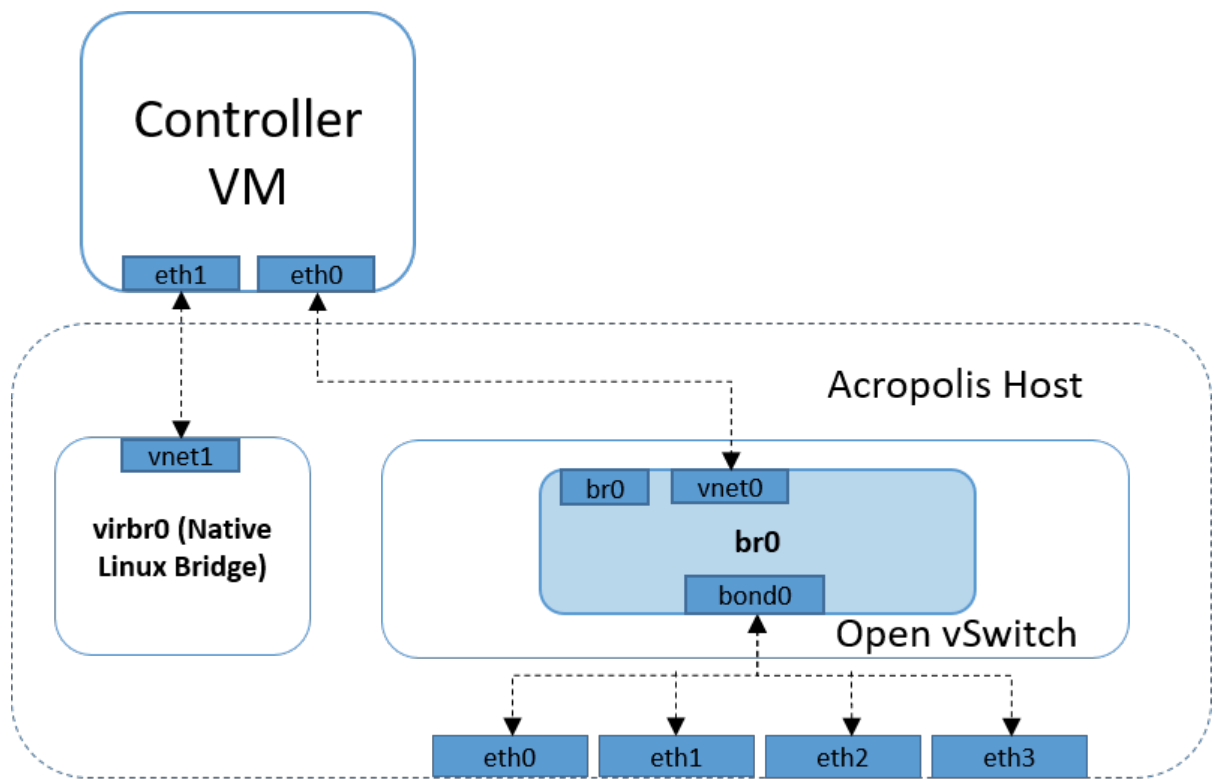 Controller
VM
eth1
eth0
Acropolis Host
vnet1
br0
vnet0
virbr0 (Native
Linux Bridge)
br0
bond0
Open vSwitch
eth0
eth1
eth2
eth3